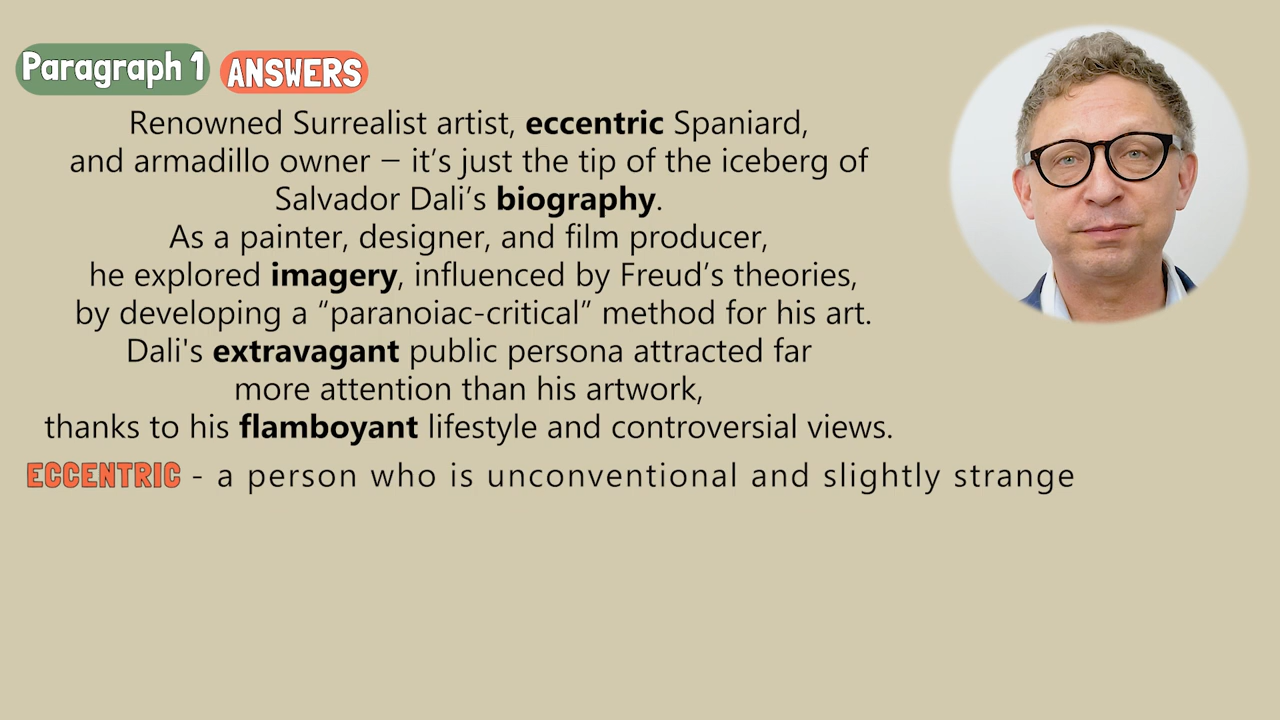 Paragraph 1 ANSWERS
Renowned Surrealist artist, eccentric Spaniard,
and armadillo owner – it’s just the tip of the iceberg of
Salvador Dali’s biography.
As a painter, designer, and film producer,
he explored imagery, influenced by Freud’s theories,
by developing a “paranoiac-critical” method for his art.
Dali's extravagant public persona attracted far
more attention than his artwork,
thanks to his flamboyant lifestyle and controversial views.
ECCENTRIC - a person who is unconventional and slightly strange